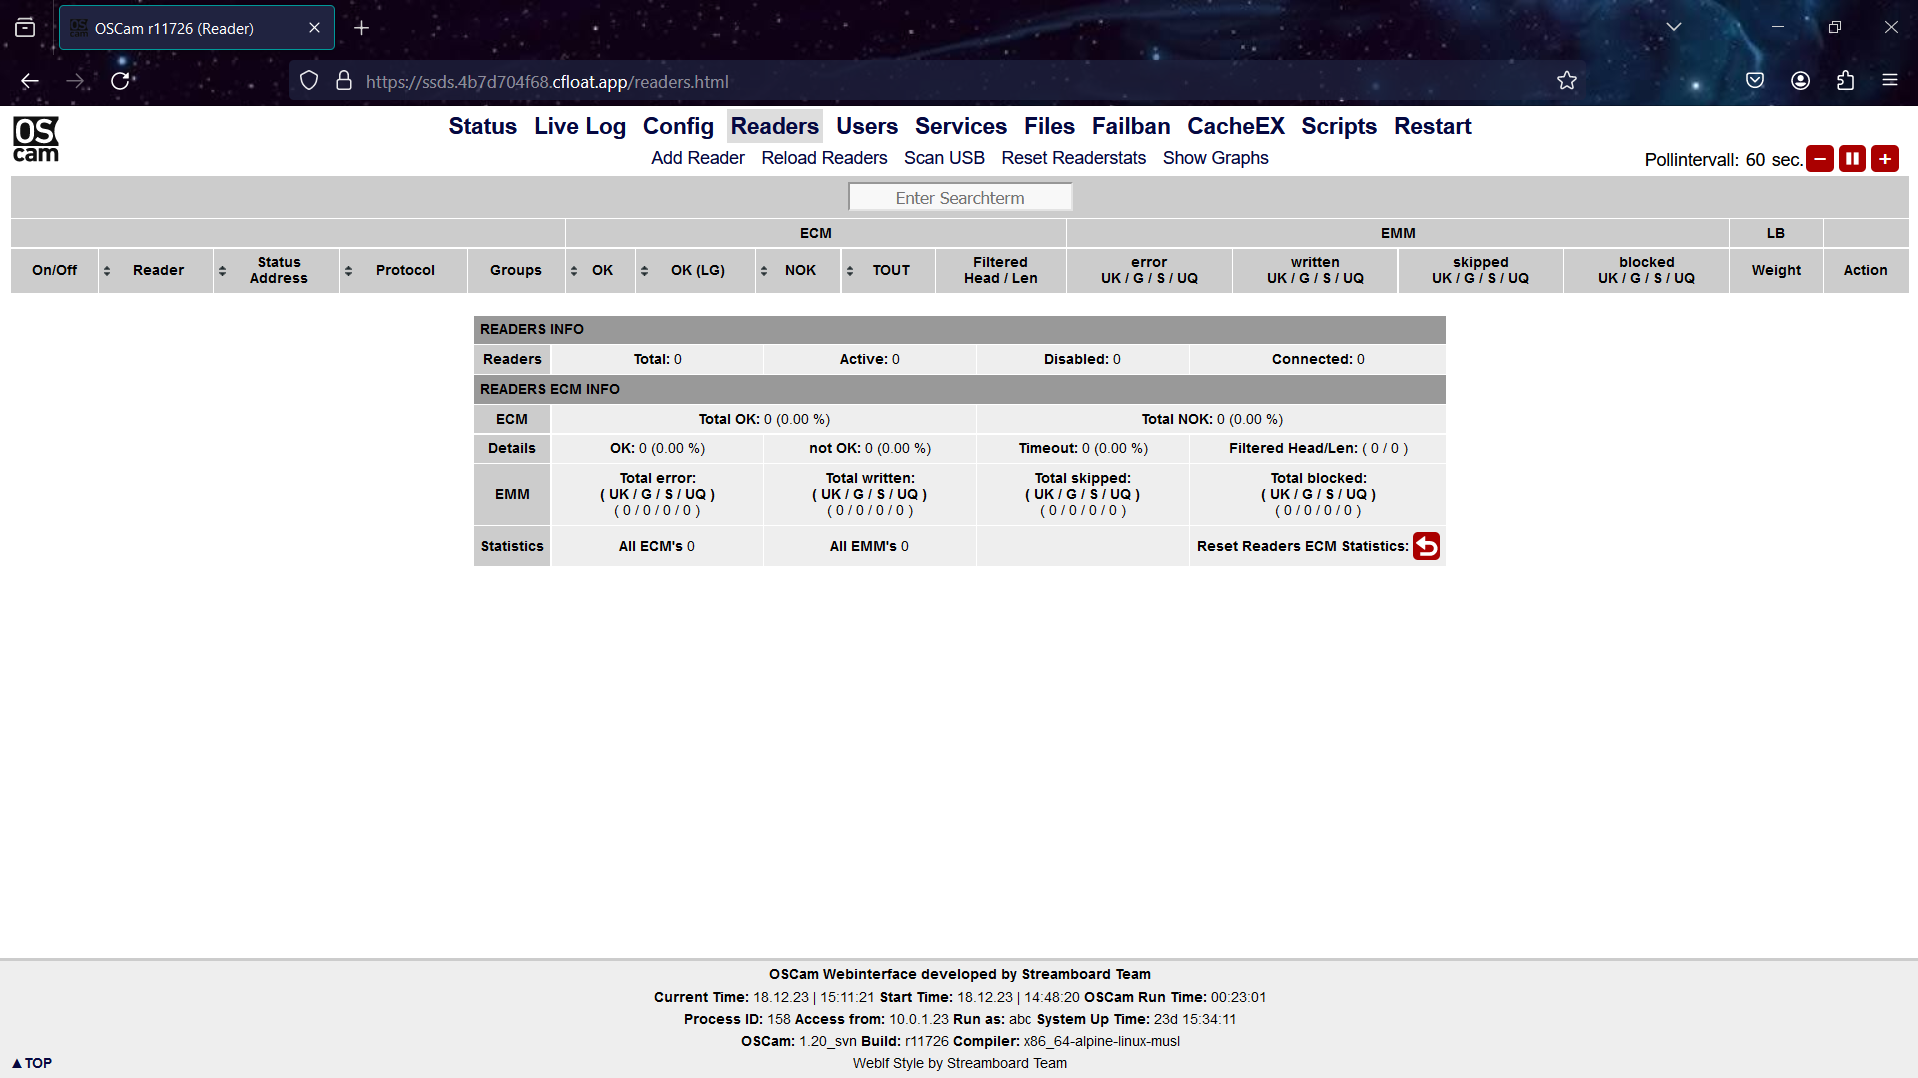 OSCam r11726 (Reader)
https://ssds.4b7d704f68.cfloat.app/readers.html
OS cam
Status Live Log Config Readers Users Services Files Failban CacheEX Scripts Restart
Add Reader Reload Readers Scan USB Reset Readerstats Show Graphs
Pollintervall: 60 sec.
Enter Searchterm
ECM EMM LB
On/Off Reader Status Address Protocol Groups OK OK (LG) NOK TOUT Filtered Head / Len error UK / G / S / UQ written UK / G / S / UQ skipped UK / G / S / UQ blocked UK / G / S / UQ Weight Action
READERS INFO
Readers Total: 0 Active: 0 Disabled: 0 Connected: 0
READERS ECM INFO
ECM Total OK: 0 (0.00 %) Total NOK: 0 (0.00 %)
Details OK: 0 (0.00 %) not OK: 0 (0.00 %) Timeout: 0 (0.00 %) Filtered Head/Len: ( 0 / 0 )
Total error: Total written: Total skipped: Total blocked:
EMM ( UK / G / S / UQ ) ( UK / G / S / UQ ) ( UK / G / S / UQ ) ( UK / G / S / UQ )
( 0 / 0 / 0 / 0 ) ( 0 / 0 / 0 / 0 ) ( 0 / 0 / 0 / 0 ) ( 0 / 0 / 0 / 0 )
Statistics All ECM's 0 All EMM's 0 Reset Readers ECM Statistics:
OSCam Webinterface developed by Streamboard Team
Current Time: 18.12.23 | 15:11:21 Start Time: 18.12.23 | 14:48:20 OSCam Run Time: 00:23:01
Process ID: 158 Access from: 10.0.1.23 Run as: abc System Up Time: 23d 15:34:11
OSCam: 1.20_svn Build: r11726 Compiler: x86_64-alpine-linux-musl
▲TOP WebIf Style by Streamboard Team